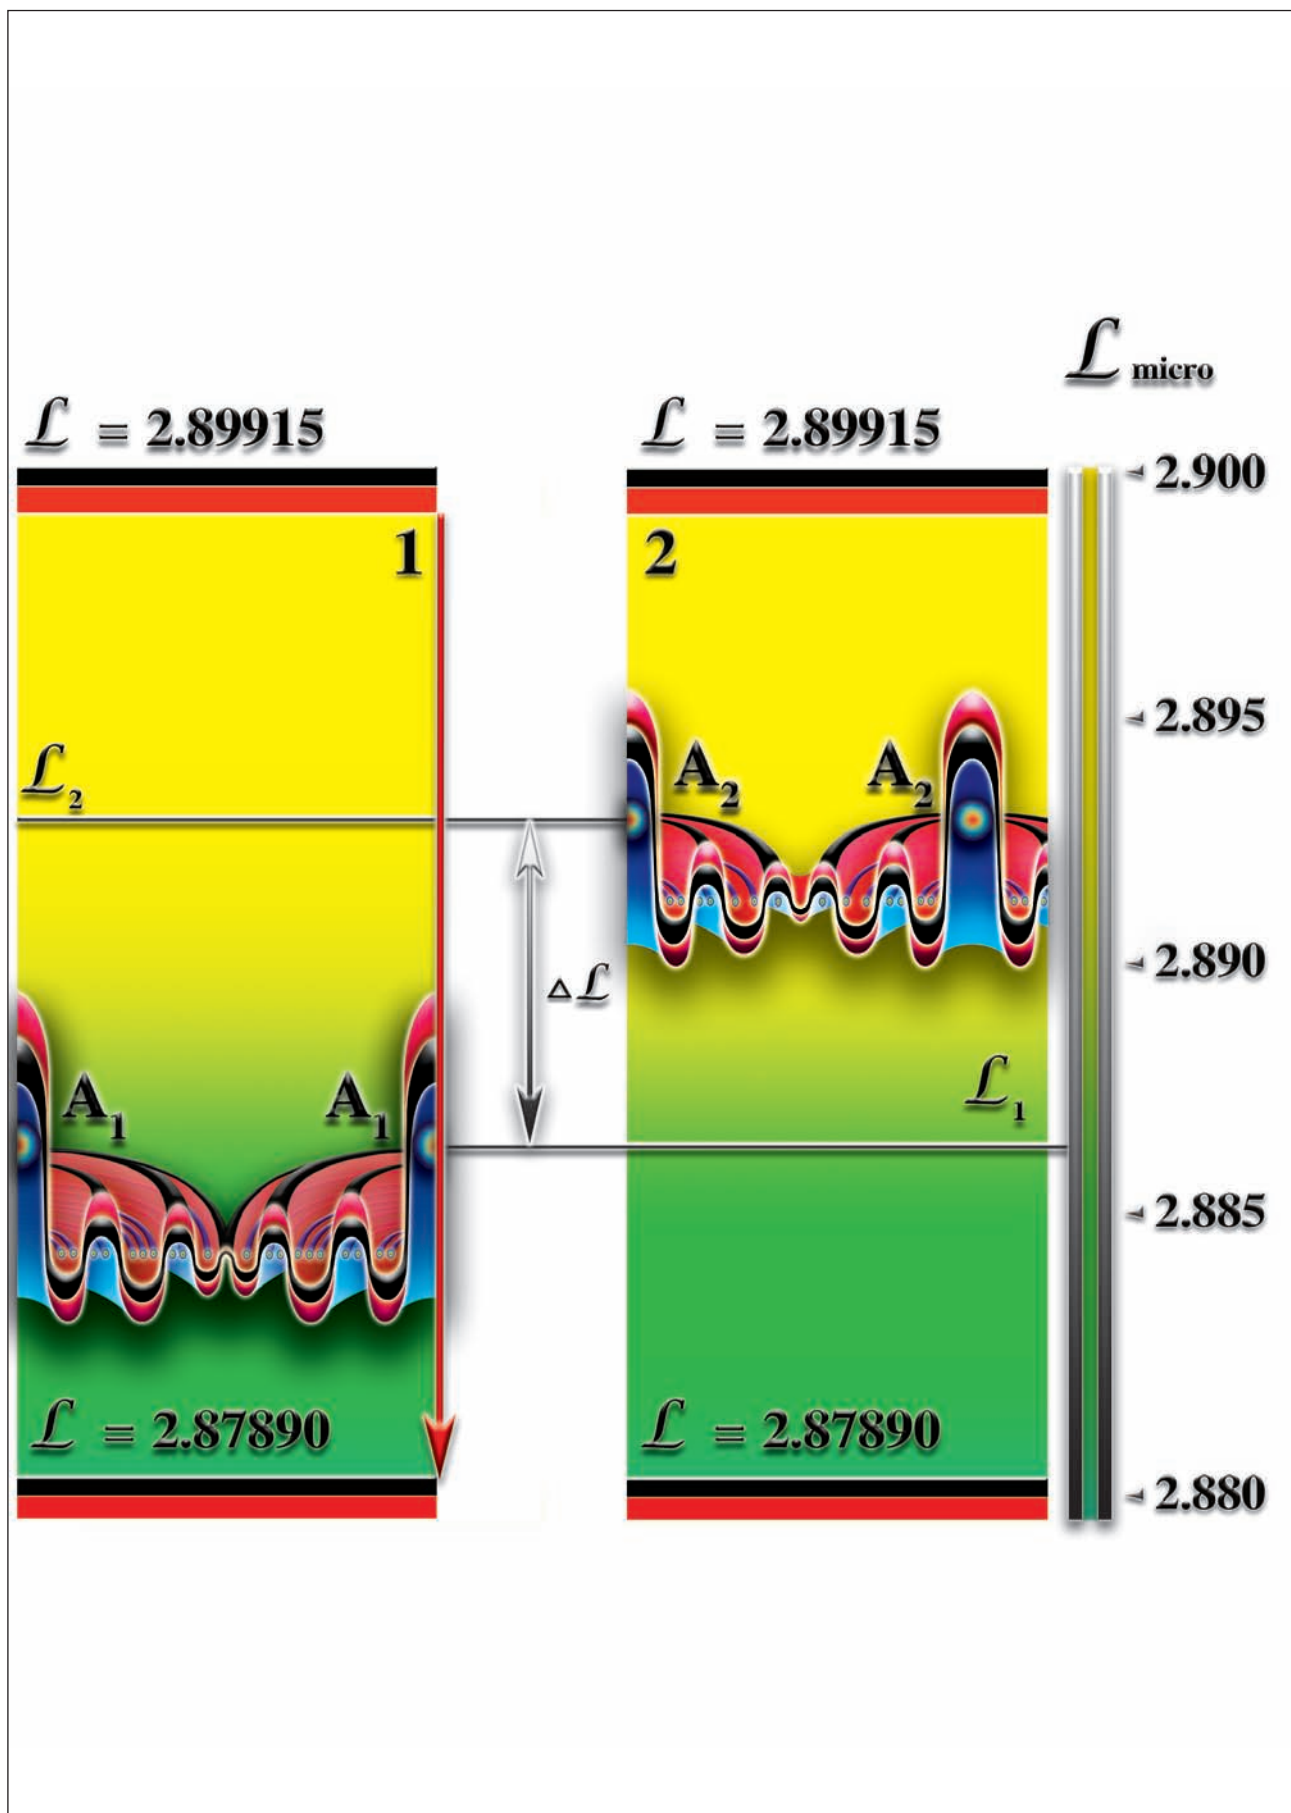 ℒ micro
ℒ = 2.89915
ℒ = 2.89915
2.900
1
2
2.895
ℒ₂
A₂
A₂
2.890
△ℒ
A₁
A₁
ℒ₁
2.885
ℒ = 2.87890
ℒ = 2.87890
2.880